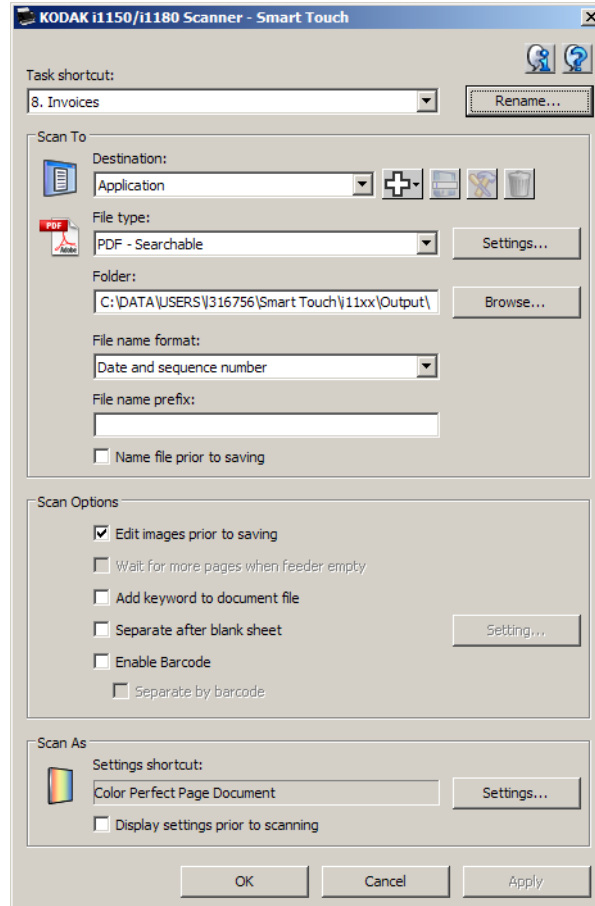 KODAK i1150/i1180 Scanner - Smart Touch
Task shortcut:
8. Invoices
Rename...
Scan To
Destination:
Application
PDF
Adobe
File type:
PDF - Searchable
Settings...
Folder:
C:\DATA\USERS\l316756\Smart Touch\i11xx\Output\
Browse...
File name format:
Date and sequence number
File name prefix:
Name file prior to saving
Scan Options
Edit images prior to saving
Wait for more pages when feeder empty
Add keyword to document file
Separate after blank sheet
Setting...
Enable Barcode
Separate by barcode
Scan As
Settings shortcut:
Color Perfect Page Document
Settings...
Display settings prior to scanning
OK
Cancel
Apply